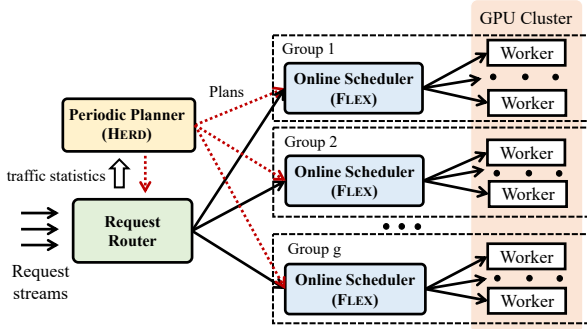 GPU Cluster
Group 1
Worker
Online Scheduler
(FLEX)
Worker
Plans
Periodic Planner
(HERD)
Group 2
Worker
Online Scheduler
(FLEX)
Worker
traffic statistics
Request
Router
Request
streams
Group g
Worker
Online Scheduler
(FLEX)
Worker